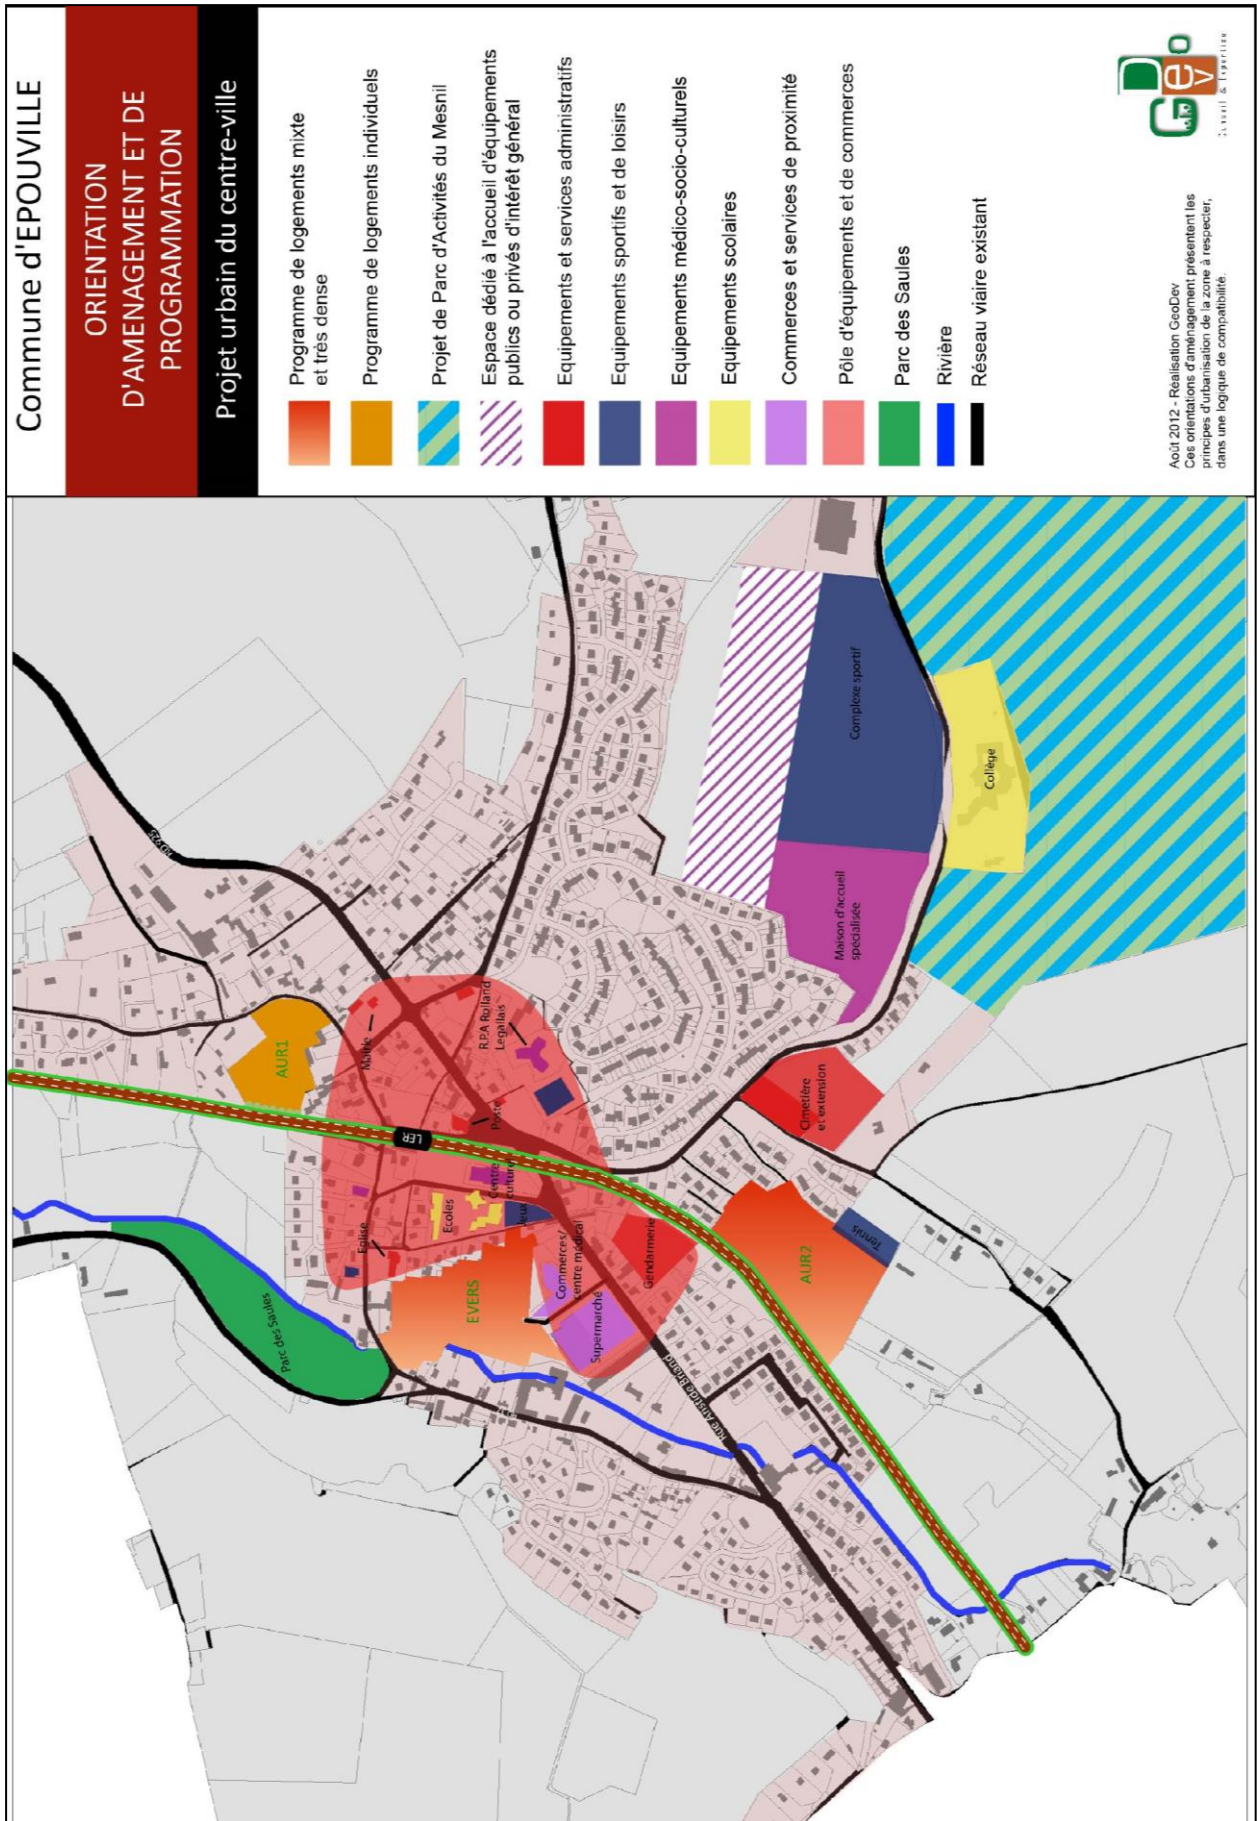 Commune d'EPOUVILLE
ORIENTATION
D'AMENAGEMENT ET DE
PROGRAMMATION
Projet urbain du centre-ville
Programme de logements mixte
et très dense
Programme de logements individuels
Projet de Parc d'Activités du Mesnil
Espace dédié à l'accueil d'équipements
publics ou privés d'intérêt général
Equipements et services administratifs
Equipements sportifs et de loisirs
Equipements médico-socio-culturels
Equipements scolaires
Commerces et services de proximité
Pôle d'équipements et de commerces
Parc des Saules
Rivière
Réseau viaire existant
Août 2012 - Réalisation GeoDev
Ces orientations d'aménagement présentent les
principes d'urbanisation de la zone à respecter,
dans une logique de compatibilité.
GeoDev
Conseil & Expertise
RD 925
AUR1
Mairie
R.P.A Rolland
Legallais
Poste
LER
Centre
culturel
Ecoles
Jeux
Eglise
Parc des Saules
EVERS
Commerces/
centre médical
Supermarché
Gendarmerie
Rue Aristide Briand
AUR2
Tennis
Cimetière
et extension
Maison d'accueil
spécialisée
Complexe sportif
Collège